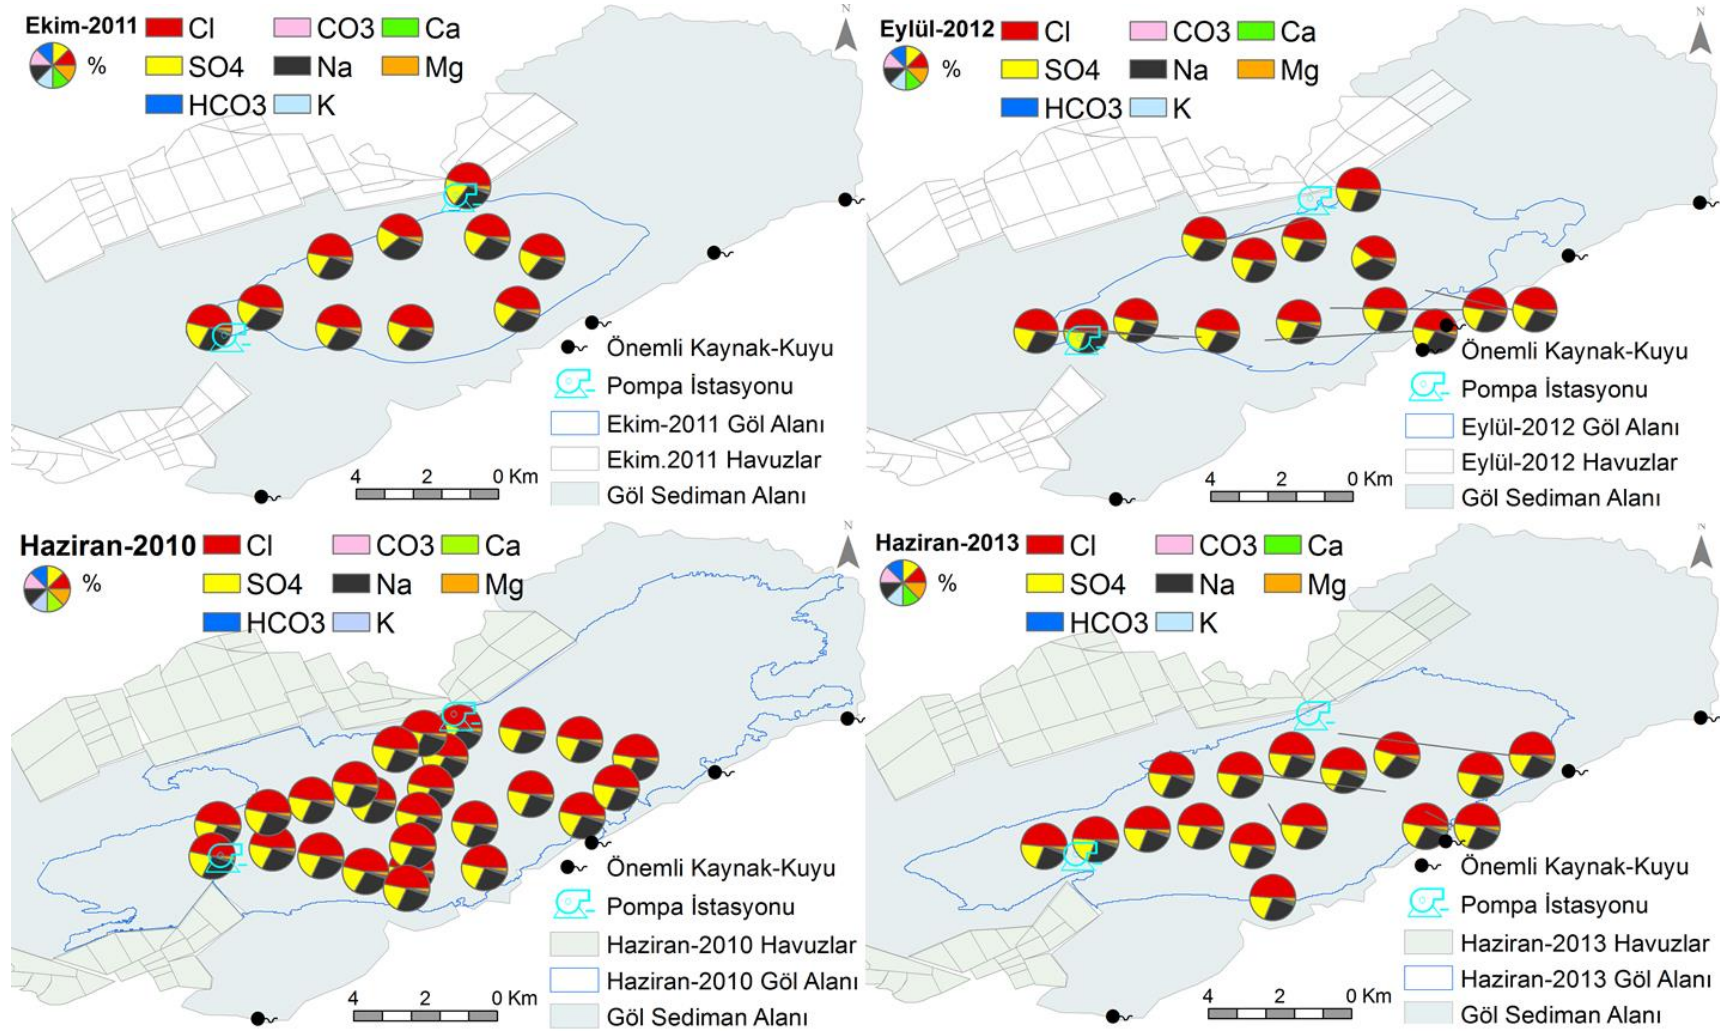 Ekim-2011
Cl
CO3
Ca
%
SO4
Na
Mg
HCO3
K
N
Önemli Kaynak-Kuyu
Pompa İstasyonu
Ekim-2011 Göl Alanı
Ekim.2011 Havuzlar
Göl Sediman Alanı
4 2 0 Km
Eylül-2012
Cl
CO3
Ca
%
SO4
Na
Mg
HCO3
K
N
Önemli Kaynak-Kuyu
Pompa İstasyonu
Eylül-2012 Göl Alanı
Eylül-2012 Havuzlar
Göl Sediman Alanı
4 2 0 Km
Haziran-2010
Cl
CO3
Ca
%
SO4
Na
Mg
HCO3
K
N
Önemli Kaynak-Kuyu
Pompa İstasyonu
Haziran-2010 Havuzlar
Haziran-2010 Göl Alanı
Göl Sediman Alanı
4 2 0 Km
Haziran-2013
Cl
CO3
Ca
%
SO4
Na
Mg
HCO3
K
N
Önemli Kaynak-Kuyu
Pompa İstasyonu
Haziran-2013 Havuzlar
Haziran-2013 Göl Alanı
Göl Sediman Alanı
4 2 0 Km